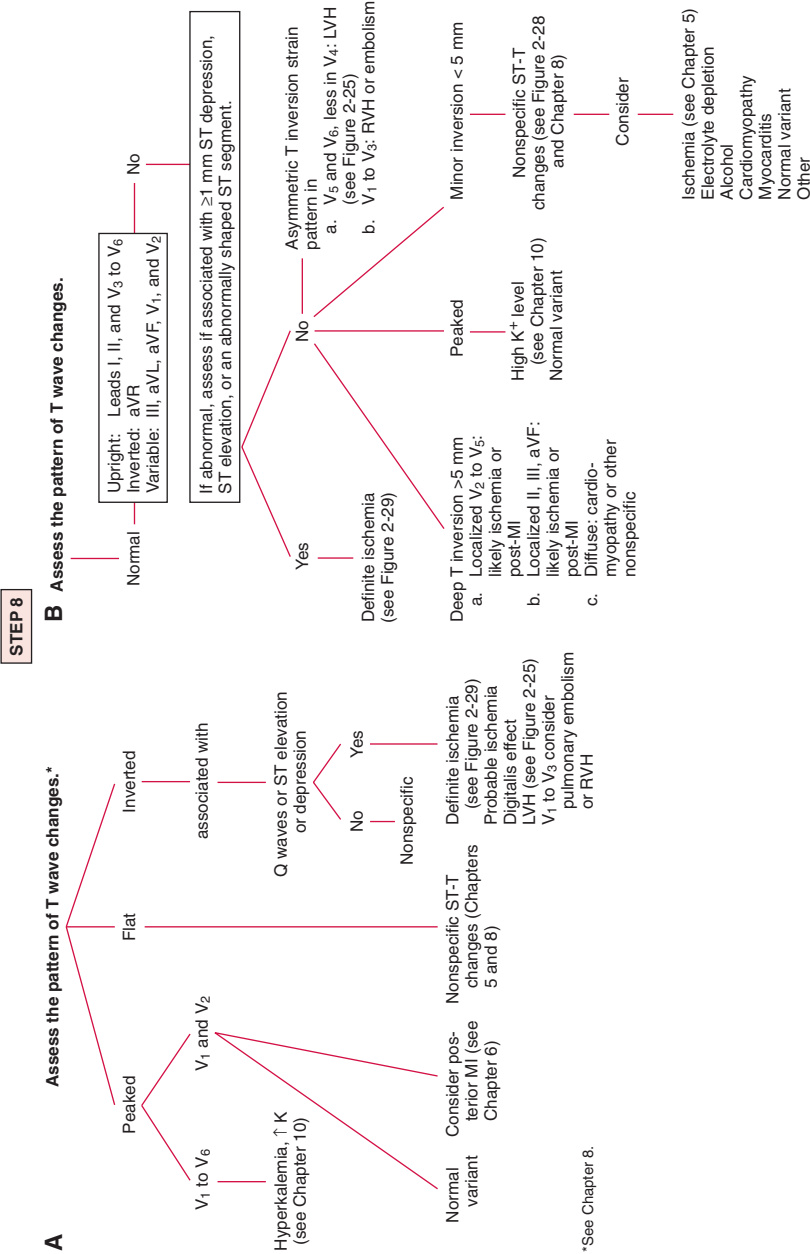 STEP 8
A
Assess the pattern of T wave changes.*
Peaked
Flat
Inverted
V1 to V6
V1 and V2
associated with
Hyperkalemia, ↑ K
(see Chapter 10)
Q waves or ST elevation
or depression
No
Yes
Nonspecific
Normal
variant
Consider pos-
terior MI (see
Chapter 6)
Nonspecific ST-T
changes (Chapters
5 and 8)
Definite ischemia
(see Figure 2-29)
Probable ischemia
Digitalis effect
LVH (see Figure 2-25)
V1 to V3 consider
pulmonary embolism
or RVH
*See Chapter 8.
B
Assess the pattern of T wave changes.
Normal
Upright: Leads I, II, and V3 to V6
Inverted: aVR
Variable: III, aVL, aVF, V1, and V2
No
If abnormal, assess if associated with ≥1 mm ST depression,
ST elevation, or an abnormally shaped ST segment.
Yes
No
Definite ischemia
(see Figure 2-29)
Asymmetric T inversion strain
pattern in
a. V5 and V6, less in V4: LVH
(see Figure 2-25)
b. V1 to V3: RVH or embolism
Deep T inversion >5 mm
a. Localized V2 to V5:
likely ischemia or
post-MI
b. Localized II, III, aVF:
likely ischemia or
post-MI
c. Diffuse: cardio-
myopathy or other
nonspecific
Peaked
High K+ level
(see Chapter 10)
Normal variant
Minor inversion < 5 mm
Nonspecific ST-T
changes (see Figure 2-28
and Chapter 8)
Consider
Ischemia (see Chapter 5)
Electrolyte depletion
Alcohol
Cardiomyopathy
Myocarditis
Normal variant
Other